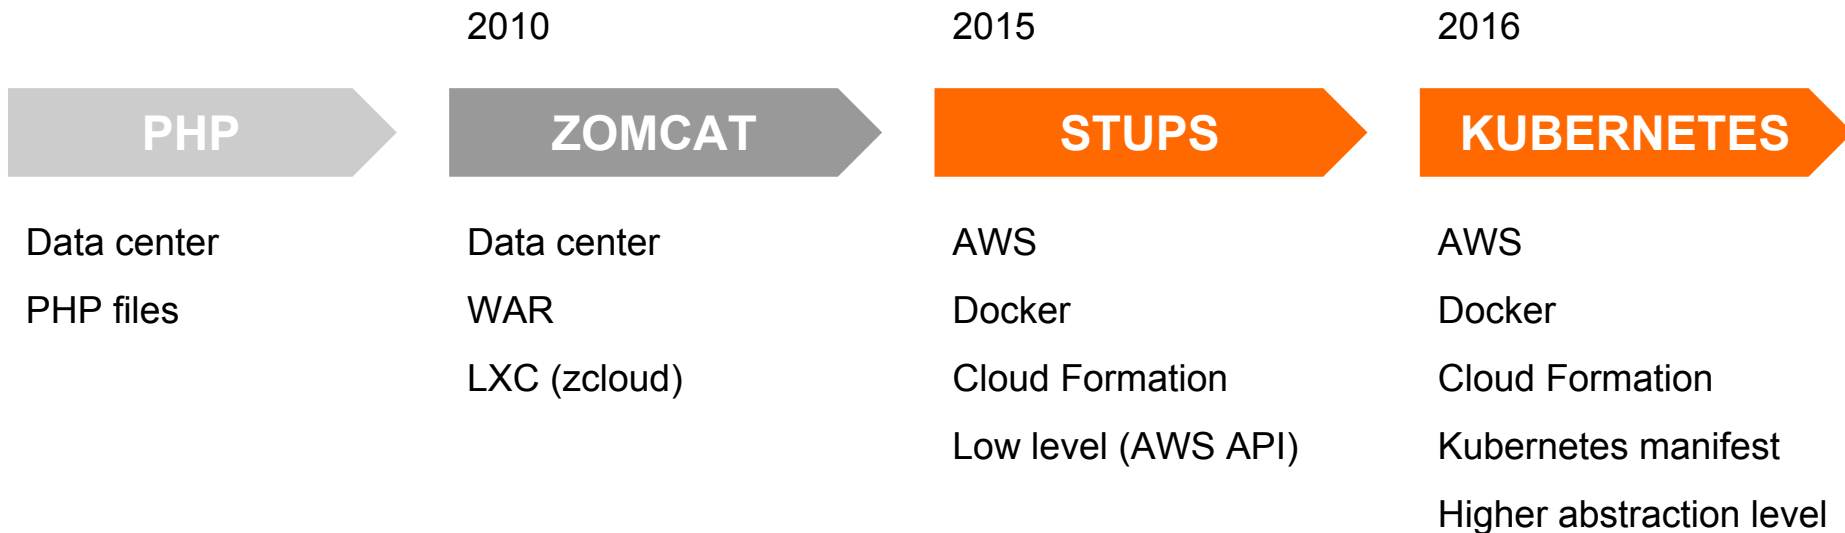 2010
2015
2016
PHP
ZOMCAT
STUPS
KUBERNETES
Data center
PHP files
Data center
WAR
LXC (zcloud)
AWS
Docker
Cloud Formation
Low level (AWS API)
AWS
Docker
Cloud Formation
Kubernetes manifest
Higher abstraction level